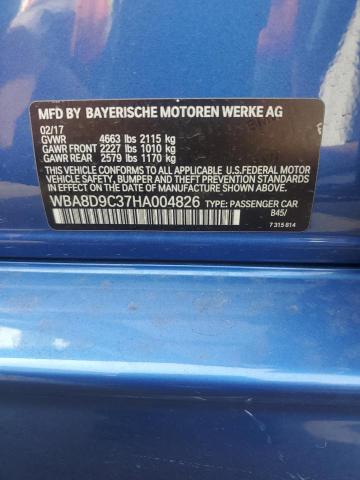 MFD BY BAYERISCHE MOTOREN WERKE AG
02/17
GVWR 4663 lbs 2115 kg
GAWR FRONT 2227 lbs 1010 kg
GAWR REAR 2579 lbs 1170 kg
THIS VEHICLE CONFORMS TO ALL APPLICABLE U.S.FEDERAL MOTOR
VEHICLE SAFETY, BUMPER, AND THEFT PREVENTION STANDARDS
IN EFFECT ON THE DATE OF MANUFACTURE SHOWN ABOVE.
WBA8D9C37HA004826 TYPE: PASSENGER CAR
B45/
7 315 814